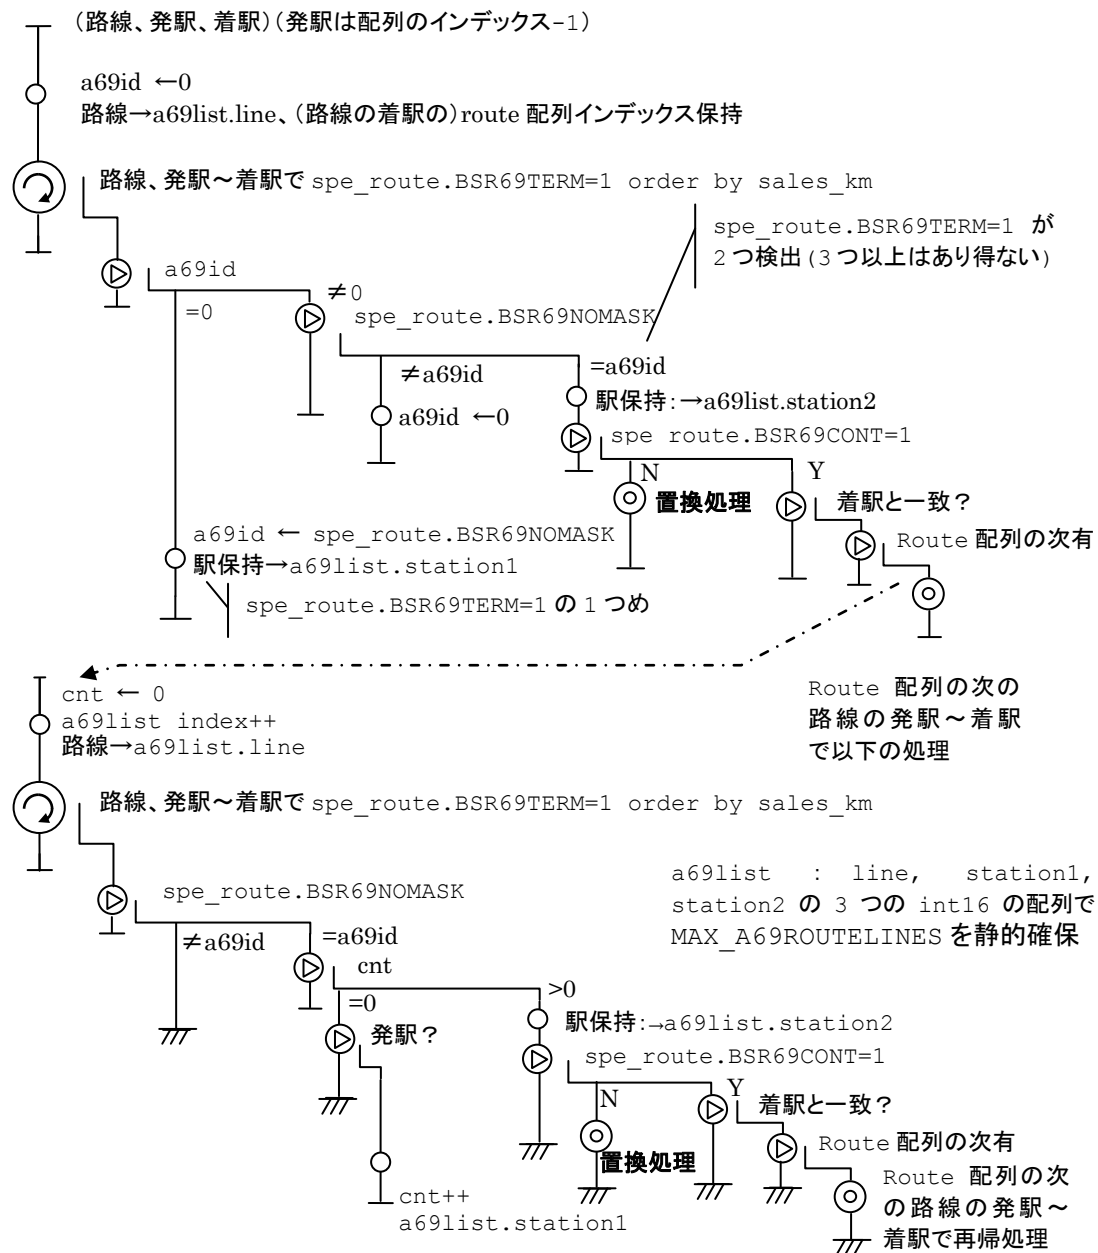 （路線、発駅、着駅）（発駅は配列のインデックス-1）
a69id ←0
路線→a69list.line、（路線の着駅の）route 配列インデックス保持
路線、発駅～着駅で spe_route.BSR69TERM=1 order by sales_km
spe_route.BSR69TERM=1 が
2つ検出(3つ以上はあり得ない)
a69id
=0
≠0
spe_route.BSR69NOMASK
≠a69id
=a69id
a69id ←0
駅保持：→a69list.station2
spe route.BSR69CONT=1
N
Y
置換処理
着駅と一致？
Route 配列の次有
a69id ← spe_route.BSR69NOMASK
駅保持→a69list.station1
spe_route.BSR69TERM=1 の 1 つめ
cnt ← 0
a69list index++
路線→a69list.line
Route 配列の次の
路線の発駅～着駅
で以下の処理
路線、発駅～着駅で spe_route.BSR69TERM=1 order by sales_km
a69list : line, station1,
station2 の 3 つの int16 の配列で
MAX_A69ROUTELINES を静的確保
spe_route.BSR69NOMASK
≠a69id
=a69id
cnt
=0
>0
発駅？
駅保持：→a69list.station2
spe_route.BSR69CONT=1
N
Y
置換処理
着駅と一致？
Route 配列の次有
Route 配列の次
の路線の発駅～
着駅で再帰処理
cnt++
a69list.station1